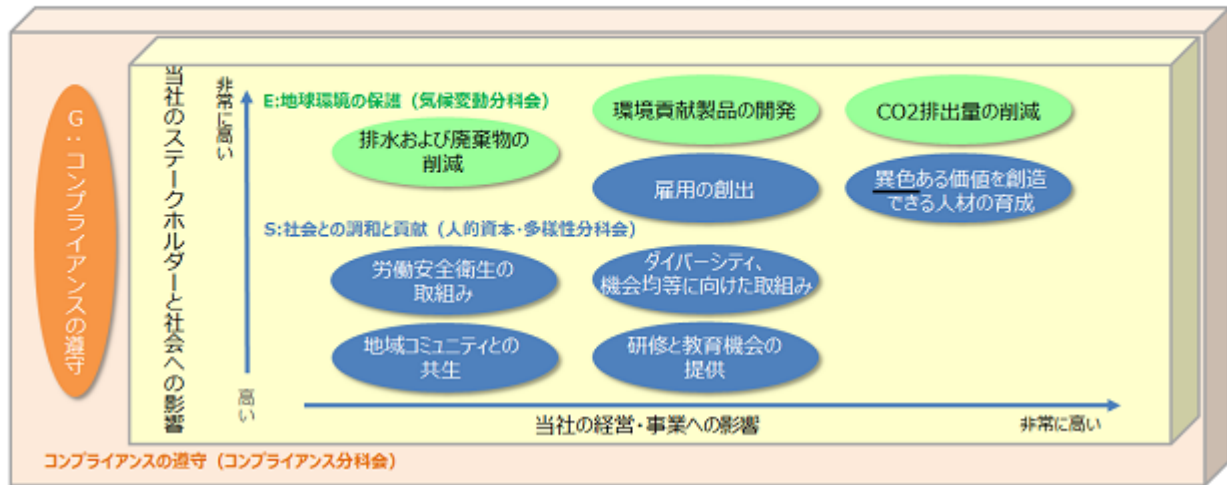 G：コンプライアンスの遵守
当社のステークホルダーと社会への影響
非常に高い
高い
E:地球環境の保護（気候変動分科会）
環境貢献製品の開発
CO2排出量の削減
排水および廃棄物の
削減
雇用の創出
異色ある価値を創造
できる人材の育成
S:社会との調和と貢献（人的資本・多様性分科会）
労働安全衛生の
取組み
ダイバーシティ、
機会均等に向けた取組み
地域コミュニティとの
共生
研修と教育機会の
提供
当社の経営・事業への影響
非常に高い
コンプライアンスの遵守（コンプライアンス分科会）